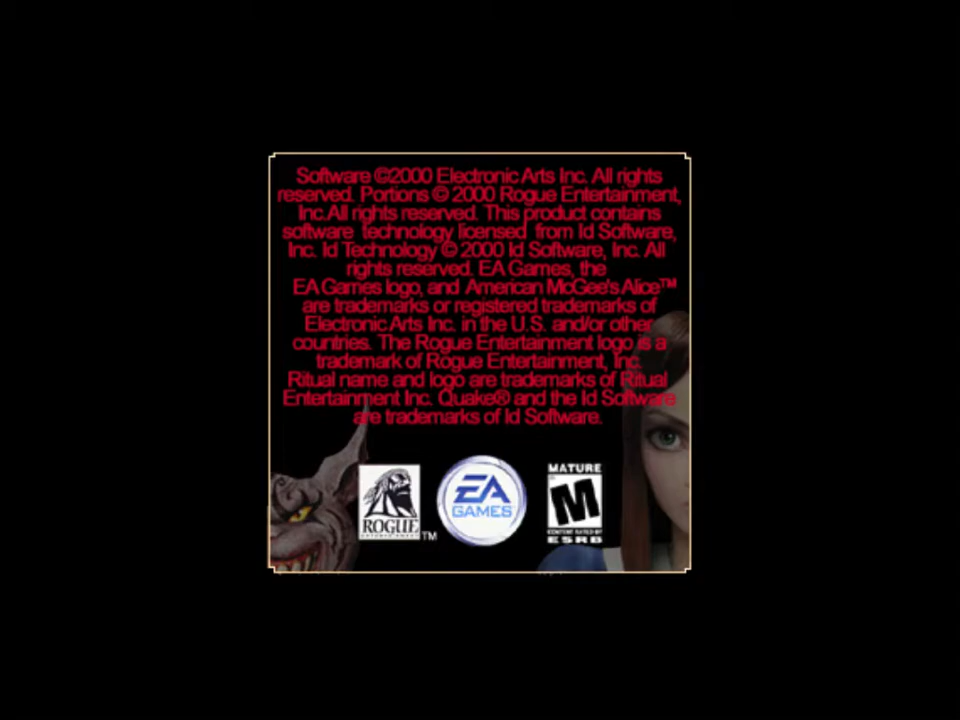 Software ©2000 Electronic Arts Inc. All rights
reserved. Portions © 2000 Rogue Entertainment,
Inc.All rights reserved. This product contains
software technology licensed from Id Software,
Inc. Id Technology © 2000 Id Software, Inc. All
rights reserved. EA Games, the
EA Games logo, and American McGee's Alice™
are trademarks or registered trademarks of
Electronic Arts Inc. in the U.S. and/or other
countries. The Rogue Entertainment logo is a
trademark of Rogue Entertainment, Inc.
Ritual name and logo are trademarks of Ritual
Entertainment Inc. Quake® and the Id Software
are trademarks of Id Software.
ROGUE
ENTERTAINMENT
TM
EA
GAMES
MATURE
M
CONTENT RATED BY
ESRB